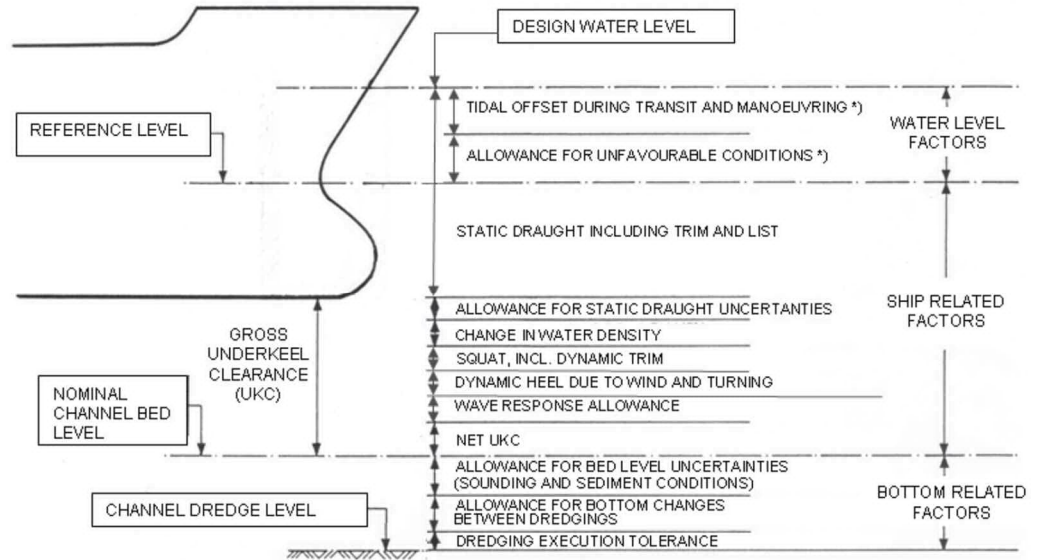 DESIGN WATER LEVEL
TIDAL OFFSET DURING TRANSIT AND MANOEUVRING *)
REFERENCE LEVEL
WATER LEVEL
FACTORS
ALLOWANCE FOR UNFAVOURABLE CONDITIONS *)
STATIC DRAUGHT INCLUDING TRIM AND LIST
ALLOWANCE FOR STATIC DRAUGHT UNCERTANTIES
SHIP RELATED
FACTORS
GROSS
UNDERKEEL
CLEARANCE
(UKC)
CHANGE IN WATER DENSITY
SQUAT, INCL. DYNAMIC TRIM
DYNAMIC HEEL DUE TO WIND AND TURNING
NOMINAL
CHANNEL BED
LEVEL
WAVE RESPONSE ALLOWANCE
NET UKC
ALLOWANCE FOR BED LEVEL UNCERTAINTIES
(SOUNDING AND SEDIMENT CONDITIONS)
BOTTOM RELATED
FACTORS
CHANNEL DREDGE LEVEL
ALLOWANCE FOR BOTTOM CHANGES
BETWEEN DREDGINGS
DREDGING EXECUTION TOLERANCE